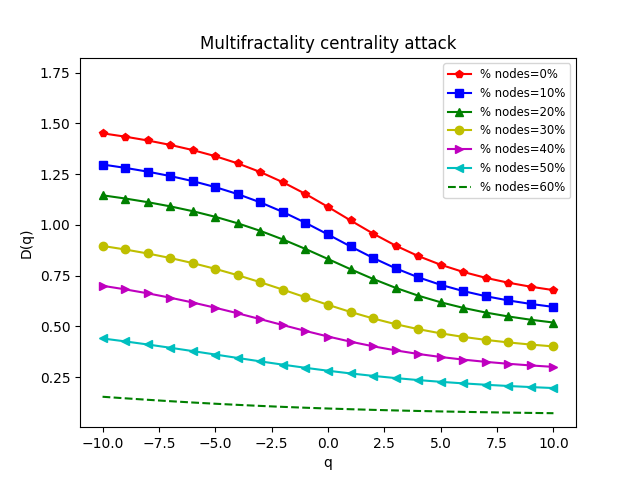 Multifractality centrality attack
% nodes=0%
% nodes=10%
% nodes=20%
% nodes=30%
% nodes=40%
% nodes=50%
% nodes=60%
D(q)
1.75
1.50
1.25
1.00
0.75
0.50
0.25
−10.0 −7.5 −5.0 −2.5 0.0 2.5 5.0 7.5 10.0
q